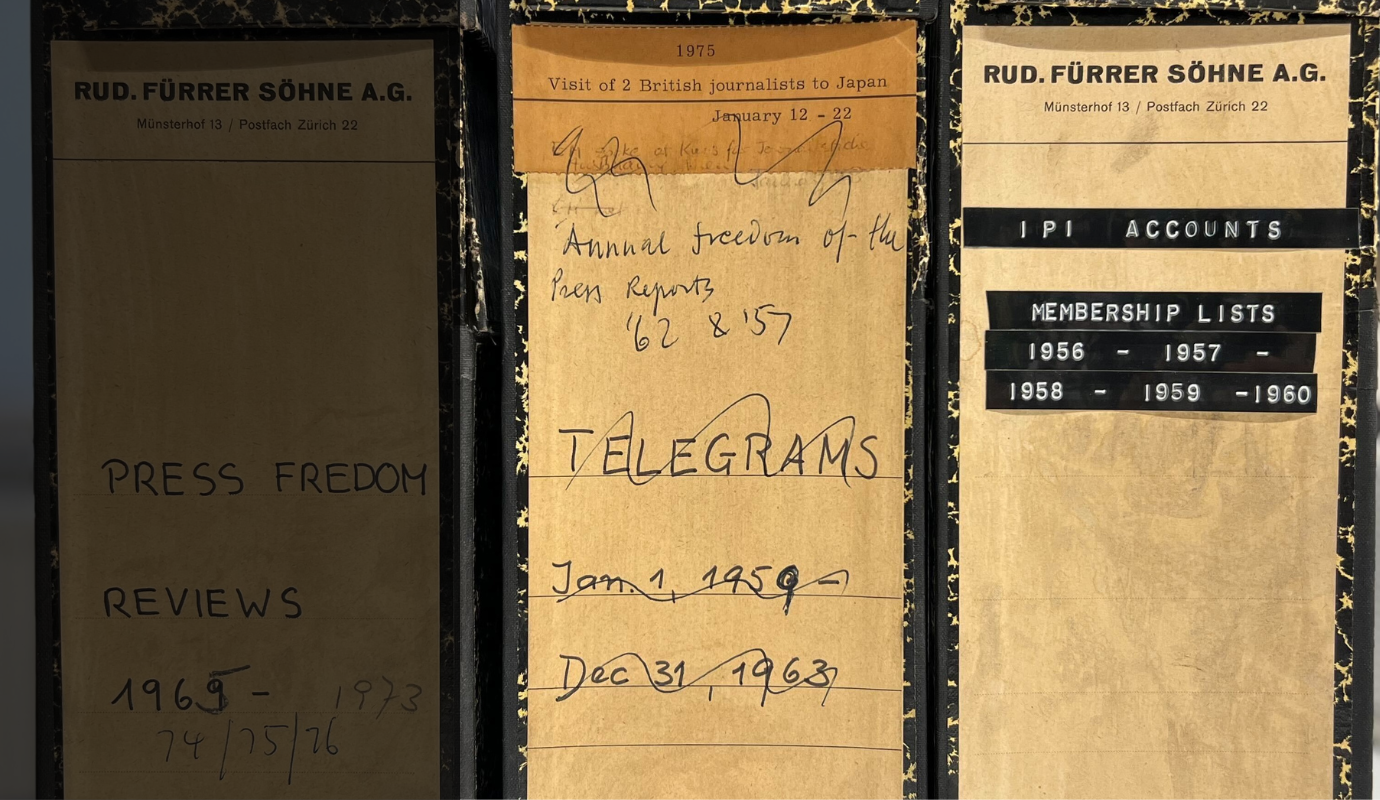 RUD. FÜRRER SÖHNE A.G.
Münsterhof 13 / Postfach Zürich 22
PRESS FREDOM
REVIEWS
1969 - 1973
74/75/76
1975
Visit of 2 British journalists to Japan
January 12 - 22
Annual freedom of the
Press Reports
'62 & '57
TELEGRAMS
Jan. 1, 1959 -
Dec 31, 1963
RUD. FÜRRER SÖHNE A.G.
Münsterhof 13 / Postfach Zürich 22
IPI ACCOUNTS
MEMBERSHIP LISTS
1956 - 1957 -
1958 - 1959 -1960